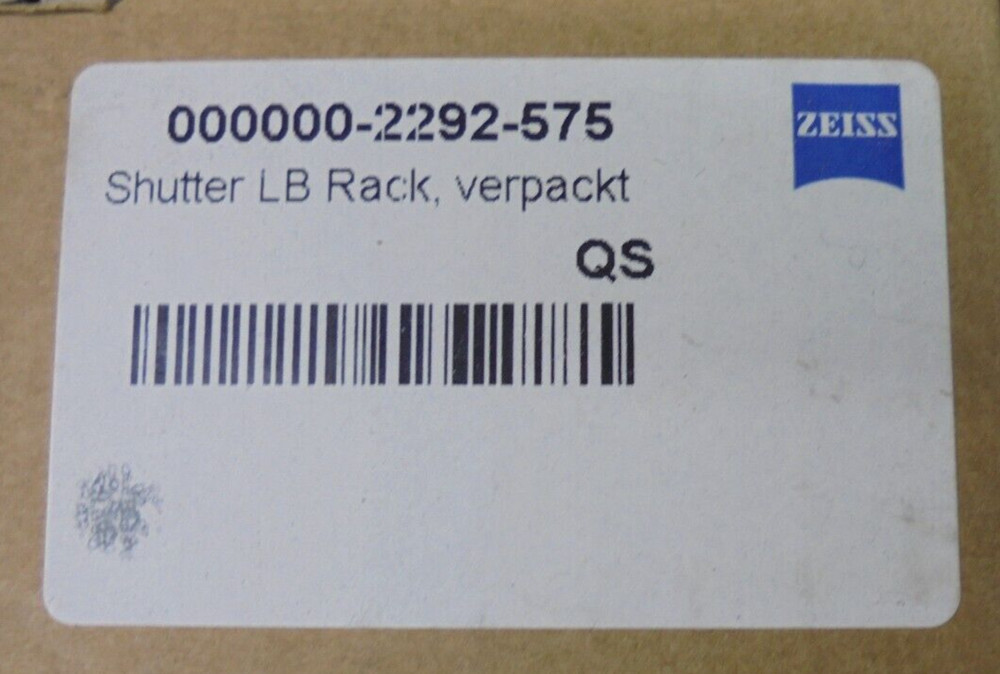 000000-2292-575
ZEISS
Shutter LB Rack, verpackt
QS